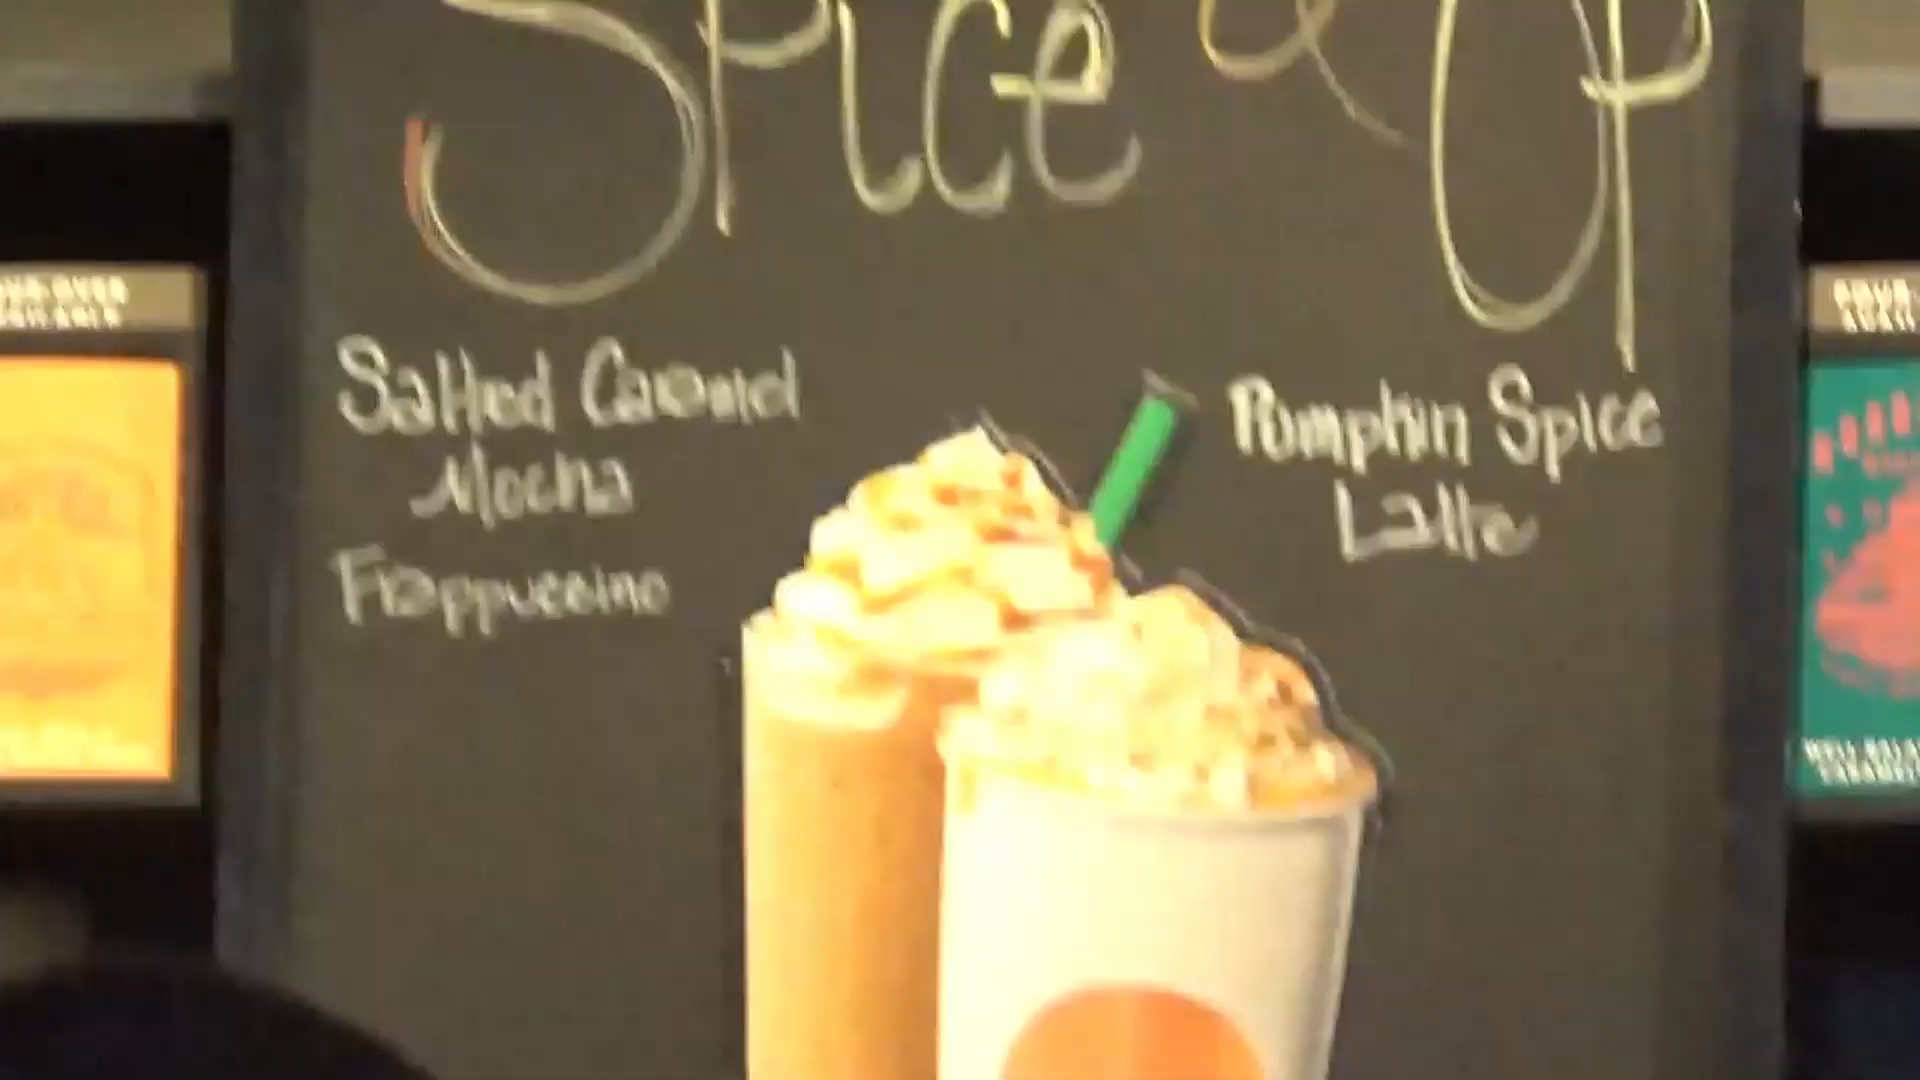 Spice & Up
Salted Caramel
Mocha
Frappuccino
Pumpkin Spice
Latte